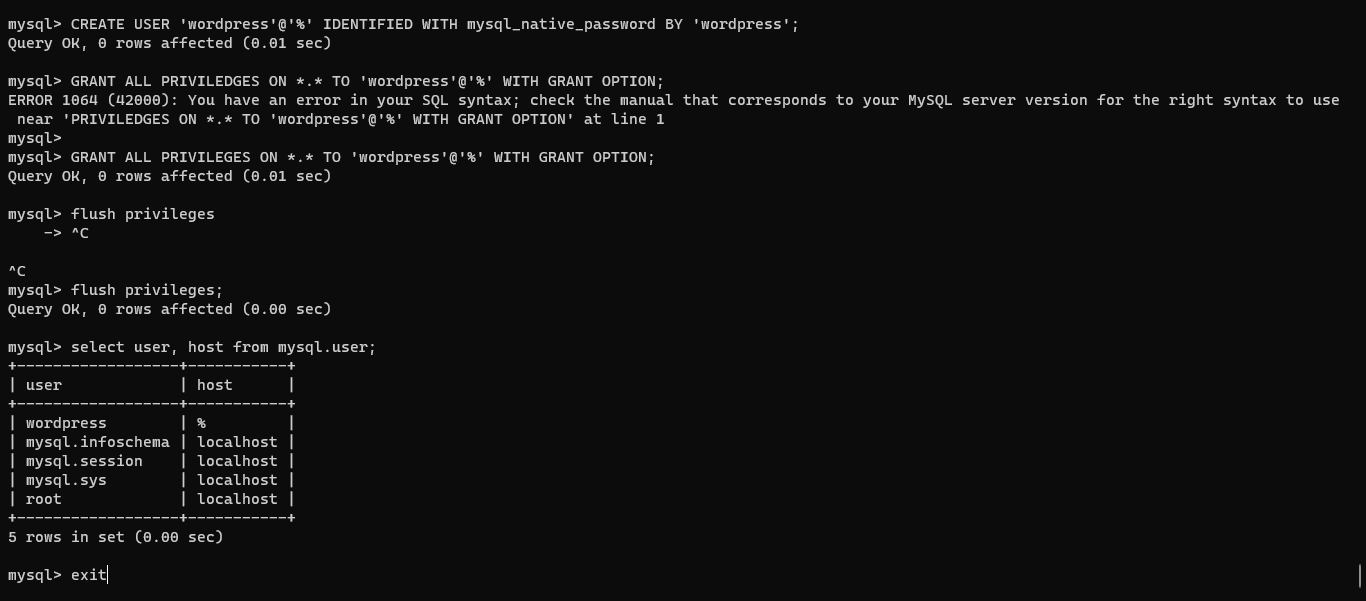 mysql> CREATE USER 'wordpress'@'%' IDENTIFIED WITH mysql_native_password BY 'wordpress';
Query OK, 0 rows affected (0.01 sec)

mysql> GRANT ALL PRIVILEDGES ON *.* TO 'wordpress'@'%' WITH GRANT OPTION;
ERROR 1064 (42000): You have an error in your SQL syntax; check the manual that corresponds to your MySQL server version for the right syntax to use
 near 'PRIVILEDGES ON *.* TO 'wordpress'@'%' WITH GRANT OPTION' at line 1
mysql>
mysql> GRANT ALL PRIVILEGES ON *.* TO 'wordpress'@'%' WITH GRANT OPTION;
Query OK, 0 rows affected (0.01 sec)

mysql> flush privileges
    -> ^C

^C
mysql> flush privileges;
Query OK, 0 rows affected (0.00 sec)

mysql> select user, host from mysql.user;
+------------------+-----------+
| user             | host      |
+------------------+-----------+
| wordpress        | %         |
| mysql.infoschema | localhost |
| mysql.session    | localhost |
| mysql.sys        | localhost |
| root             | localhost |
+------------------+-----------+
5 rows in set (0.00 sec)

mysql> exit